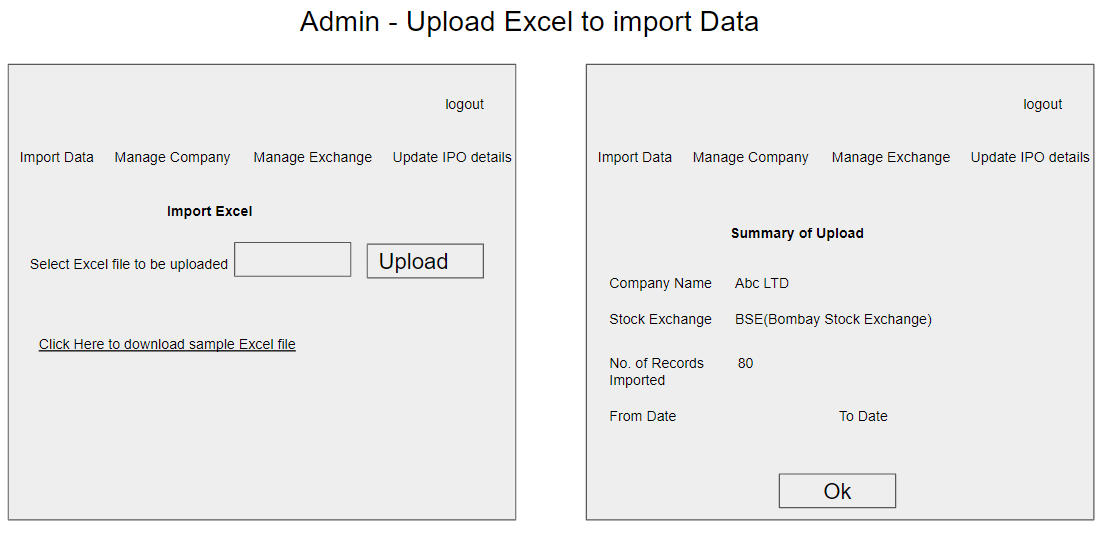 Admin - Upload Excel to import Data
logout
Import Data Manage Company Manage Exchange Update IPO details
Import Excel
Select Excel file to be uploaded Upload
Click Here to download sample Excel file
logout
Import Data Manage Company Manage Exchange Update IPO details
Summary of Upload
Company Name Abc LTD
Stock Exchange BSE(Bombay Stock Exchange)
No. of Records 80
Imported
From Date To Date
Ok